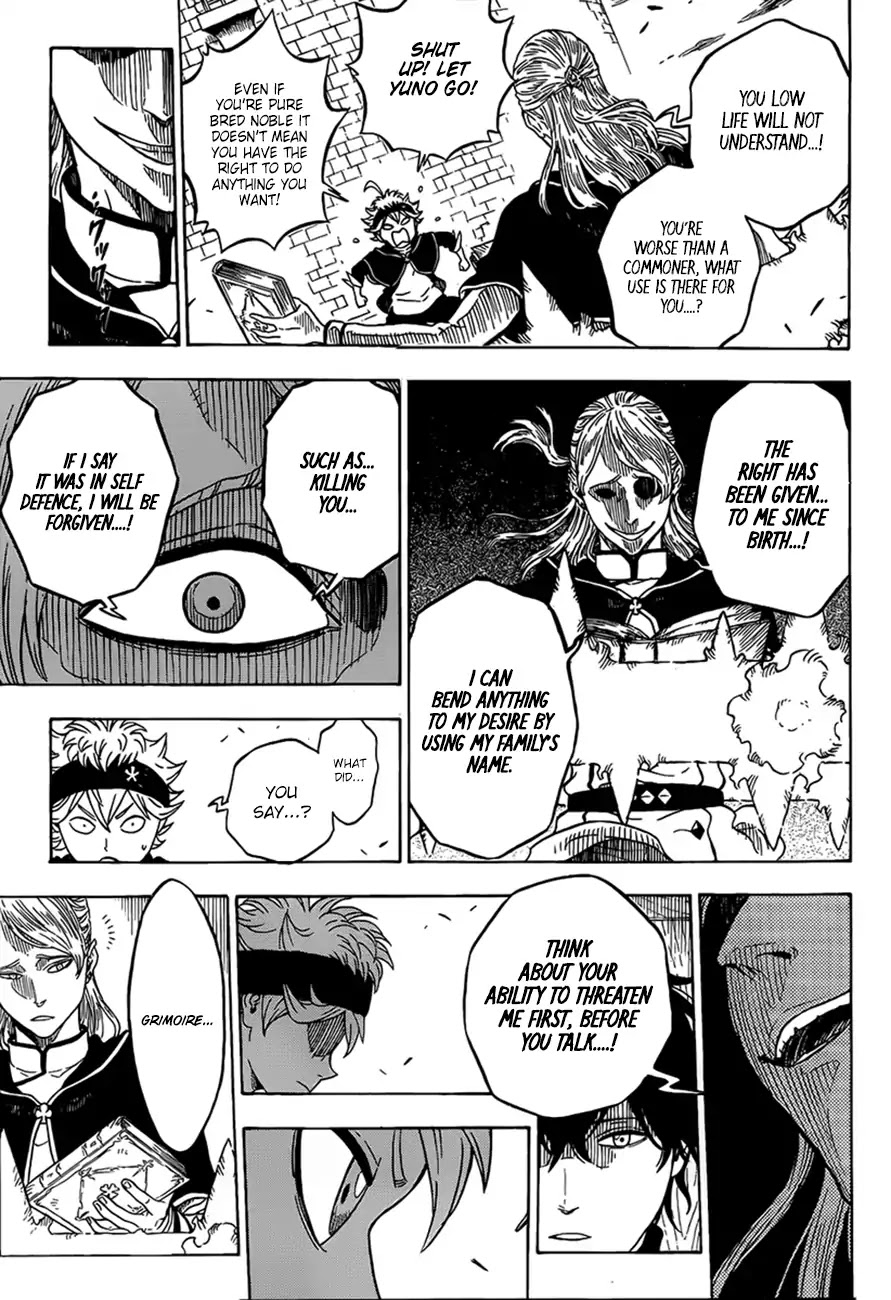 YOU LOW
LIFE WILL NOT
UNDERSTAND...!
YOU'RE
WORSE THAN A
COMMONER, WHAT
USE IS THERE FOR
YOU....?
SHUT
UP! LET
YUNO GO!
EVEN IF
YOU'RE PURE
BRED NOBLE IT
DOESN'T MEAN
YOU HAVE THE
RIGHT TO DO
ANYTHING YOU
WANT!
THE
RIGHT HAS
BEEN GIVEN...
TO ME SINCE
BIRTH...!
I CAN
BEND ANYTHING
TO MY DESIRE BY
USING MY FAMILY'S
NAME.
SUCH AS...
KILLING
YOU...
IF I SAY
IT WAS IN SELF
DEFENCE, I WILL BE
FORGIVEN....!
WHAT
DID...
YOU
SAY...?
THINK
ABOUT YOUR
ABILITY TO THREATEN
ME FIRST, BEFORE
YOU TALK....!
GRIMOIRE...